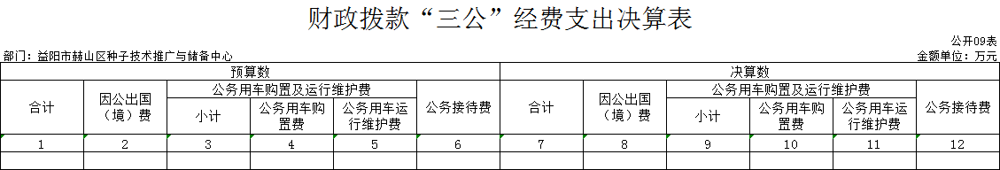 财政拨款“三公”经费支出决算表
公开09表
部门：益阳市赫山区种子技术推广与储备中心 金额单位：万元
预算数 决算数
合计 因公出国（境）费 公务用车购置及运行维护费 公务接待费 合计 因公出国（境）费 公务用车购置及运行维护费 公务接待费
小计 公务用车购置费 公务用车运行维护费 小计 公务用车购置费 公务用车运行维护费
1 2 3 4 5 6 7 8 9 10 11 12